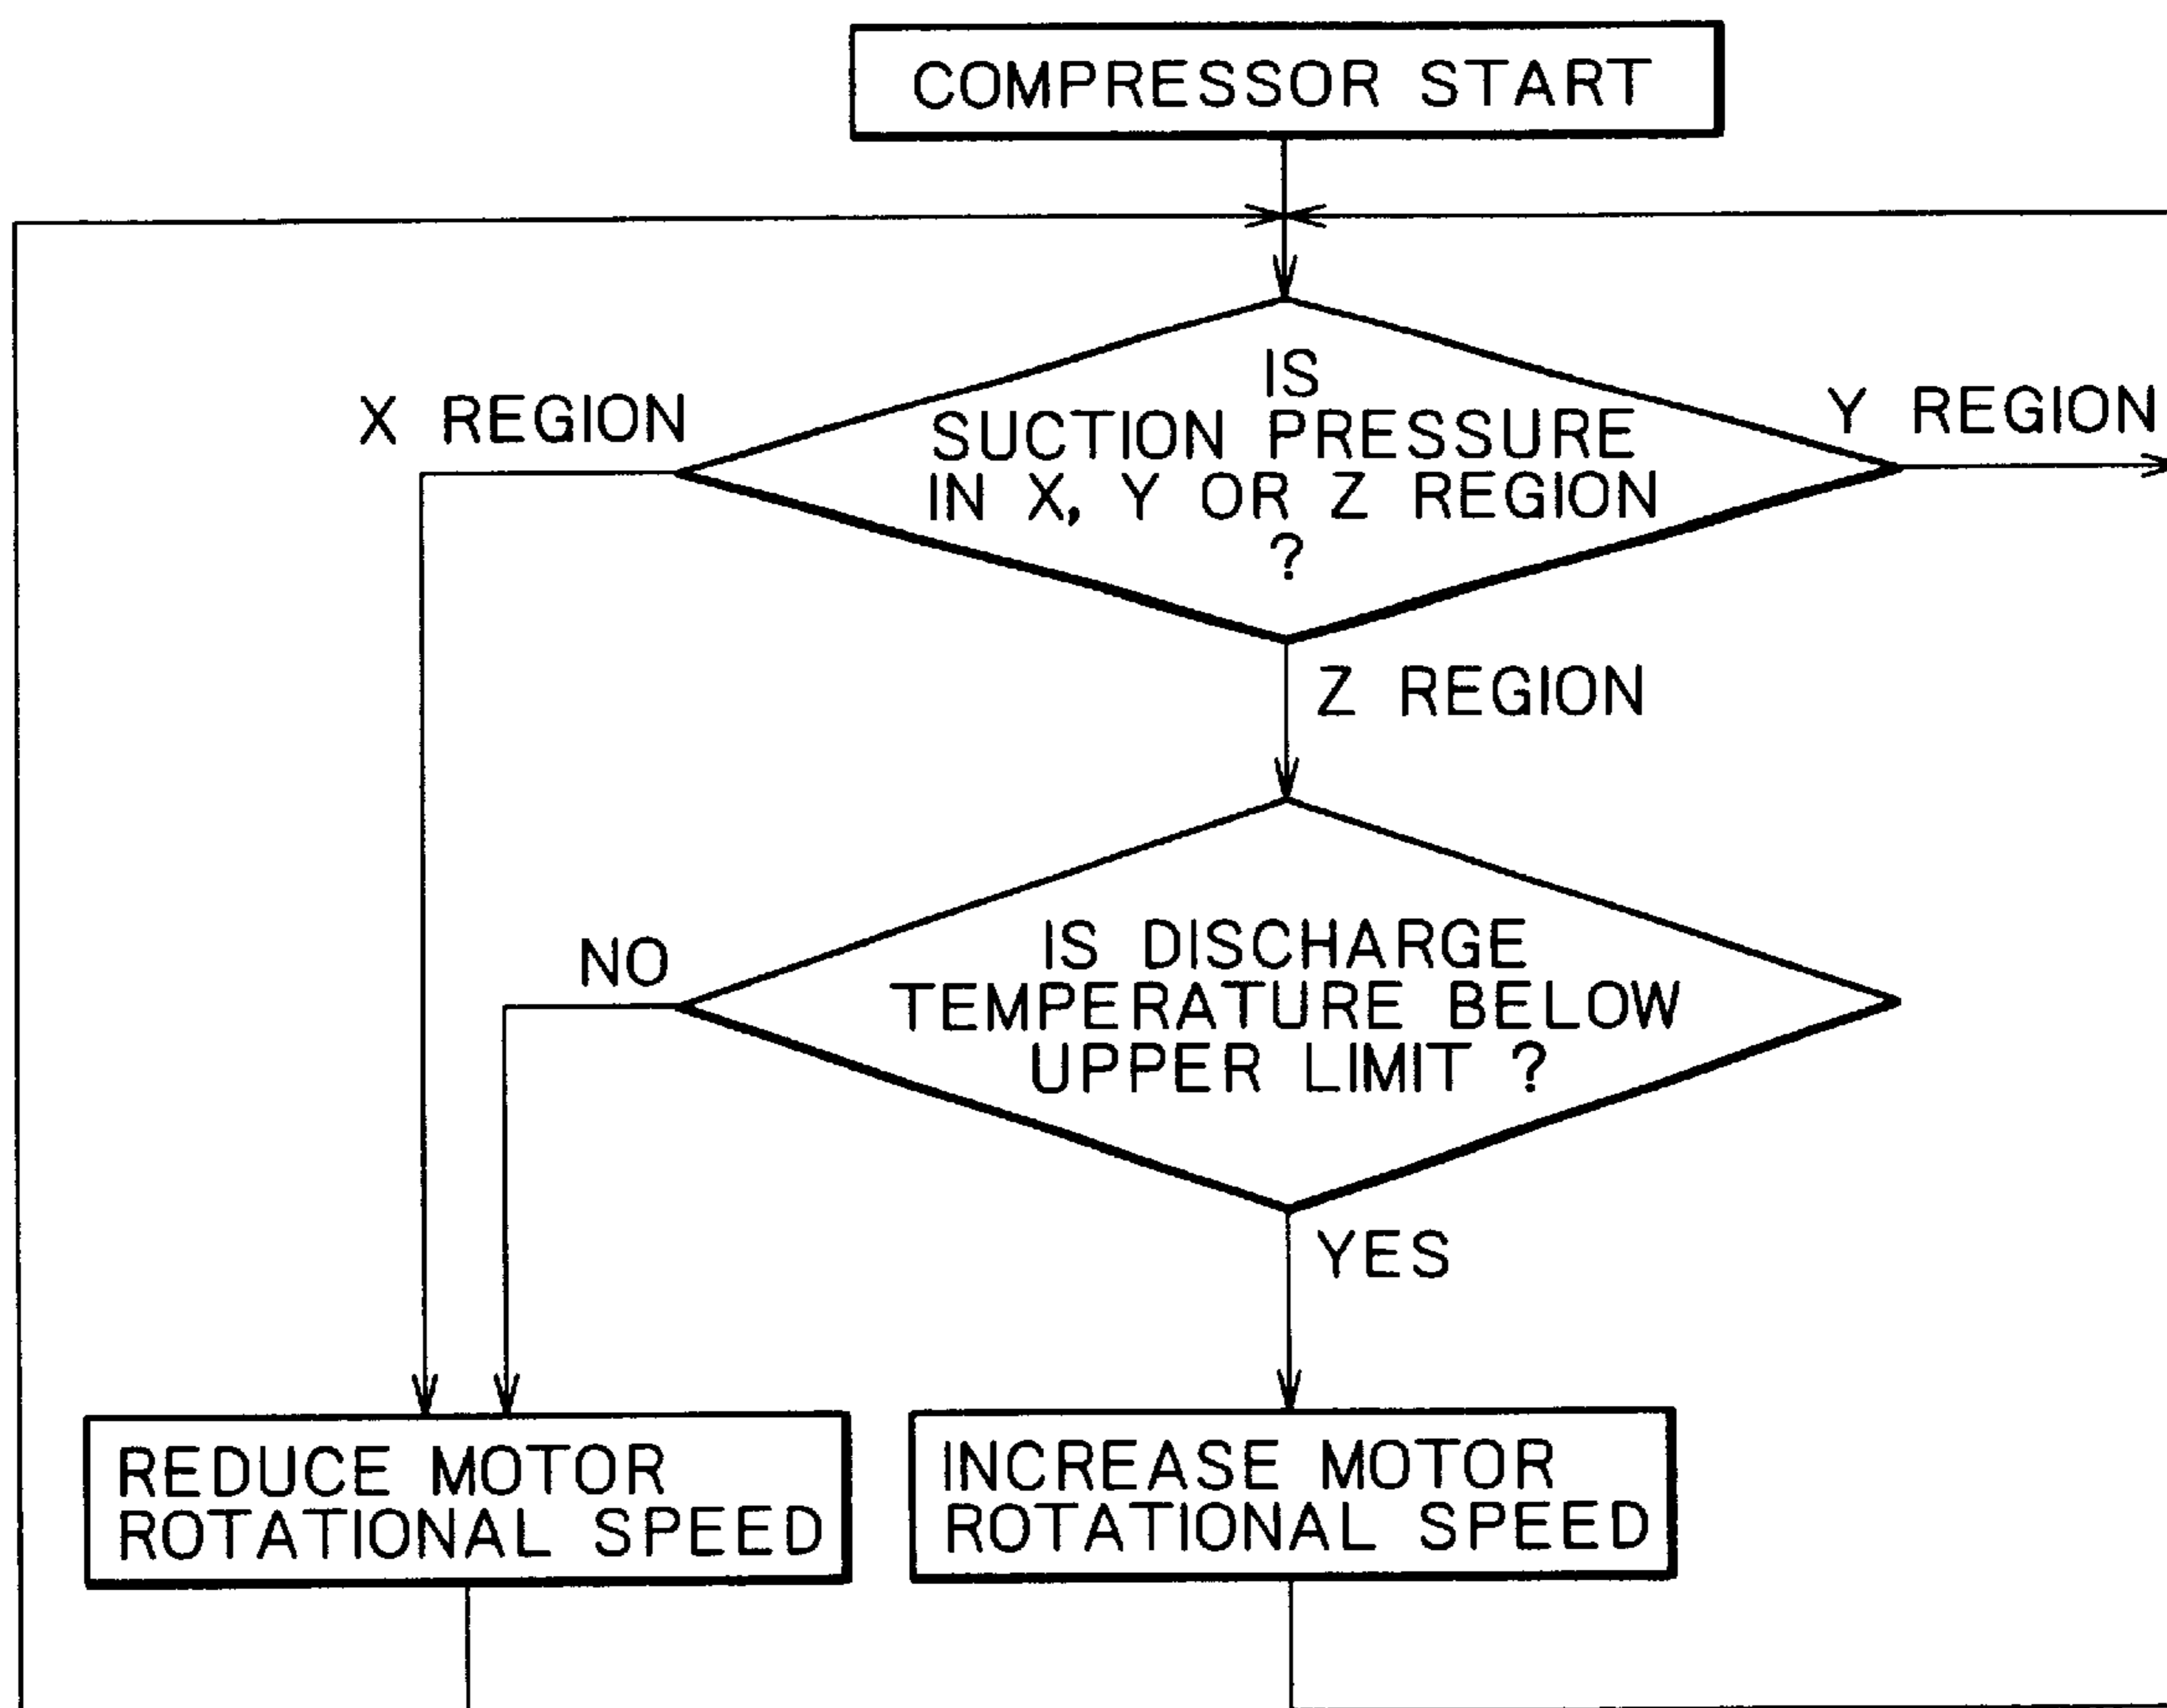 COMPRESSOR START
IS
SUCTION PRESSURE
IN X, Y OR Z REGION
?
X REGION
Y REGION
Z REGION
IS DISCHARGE
TEMPERATURE BELOW
UPPER LIMIT ?
NO
YES
REDUCE MOTOR
ROTATIONAL SPEED
INCREASE MOTOR
ROTATIONAL SPEED